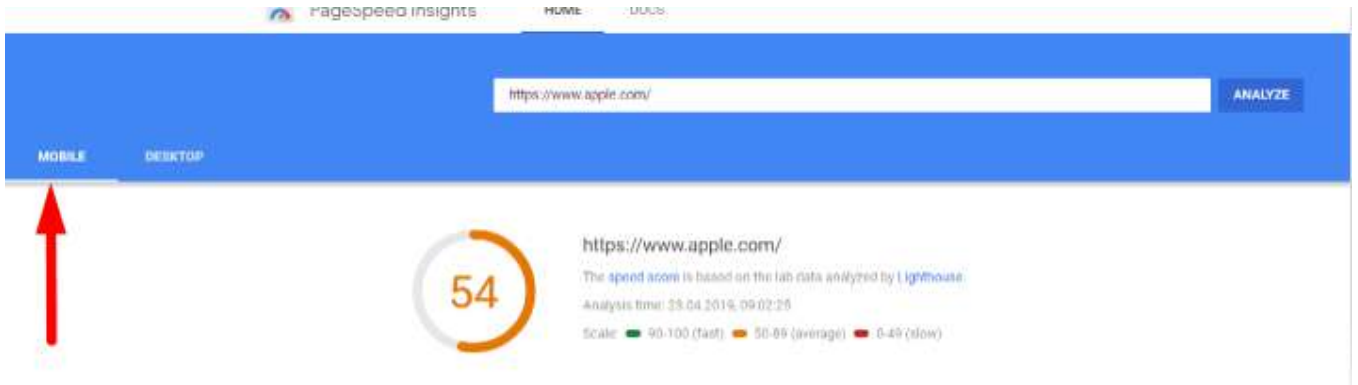 PageSpeed Insights HOME DOCS
https://www.apple.com/ ANALYZE
MOBILE DESKTOP
54
https://www.apple.com/
The speed score is based on the lab data analyzed by Lighthouse.
Analysis time: 23.04.2019, 09:02:25
Scale: 90-100 (fast) 50-89 (average) 0-49 (slow)